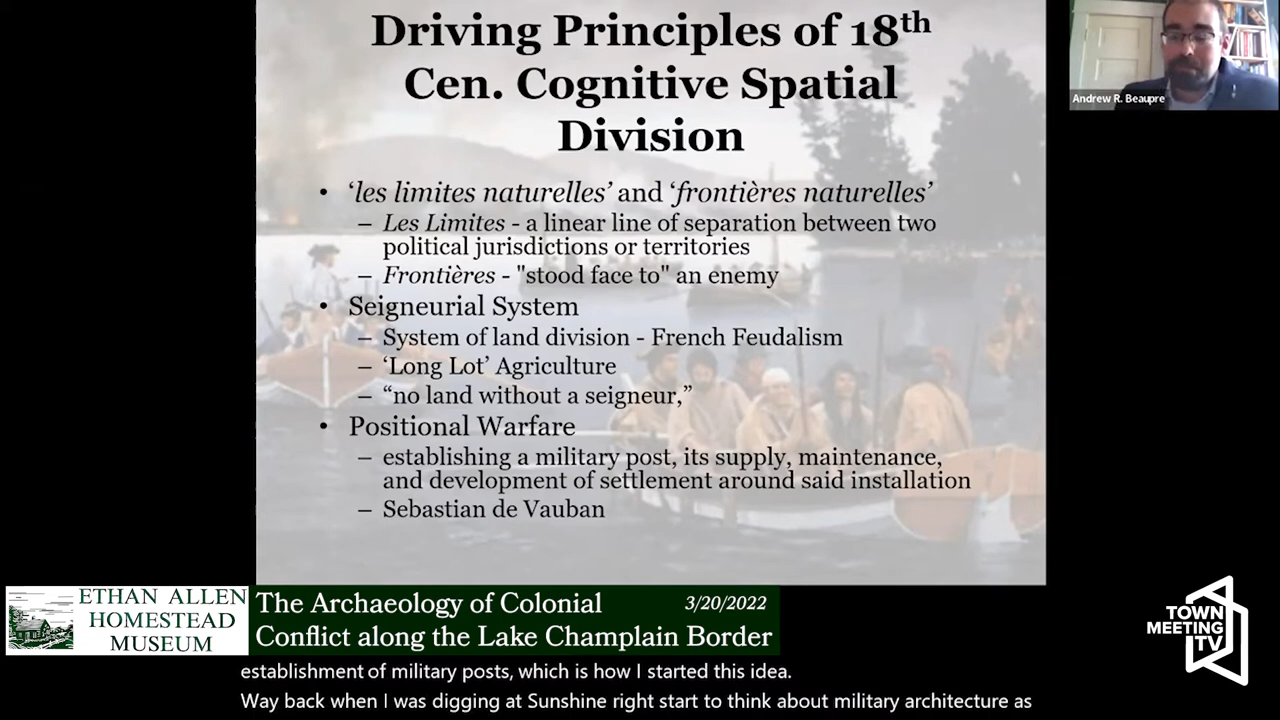 Driving Principles of 18th
Cen. Cognitive Spatial
Division
• ‘les limites naturelles’ and ‘frontières naturelles’
– Les Limites - a linear line of separation between two
political jurisdictions or territories
– Frontières - "stood face to" an enemy
• Seigneurial System
– System of land division - French Feudalism
– ‘Long Lot’ Agriculture
– “no land without a seigneur,”
• Positional Warfare
– establishing a military post, its supply, maintenance,
and development of settlement around said installation
– Sebastian de Vauban
Andrew R. Beaupre
ETHAN ALLEN
HOMESTEAD
MUSEUM
The Archaeology of Colonial 3/20/2022
Conflict along the Lake Champlain Border
TOWN
MEETING
TV
establishment of military posts, which is how I started this idea.
Way back when I was digging at Sunshine right start to think about military architecture as